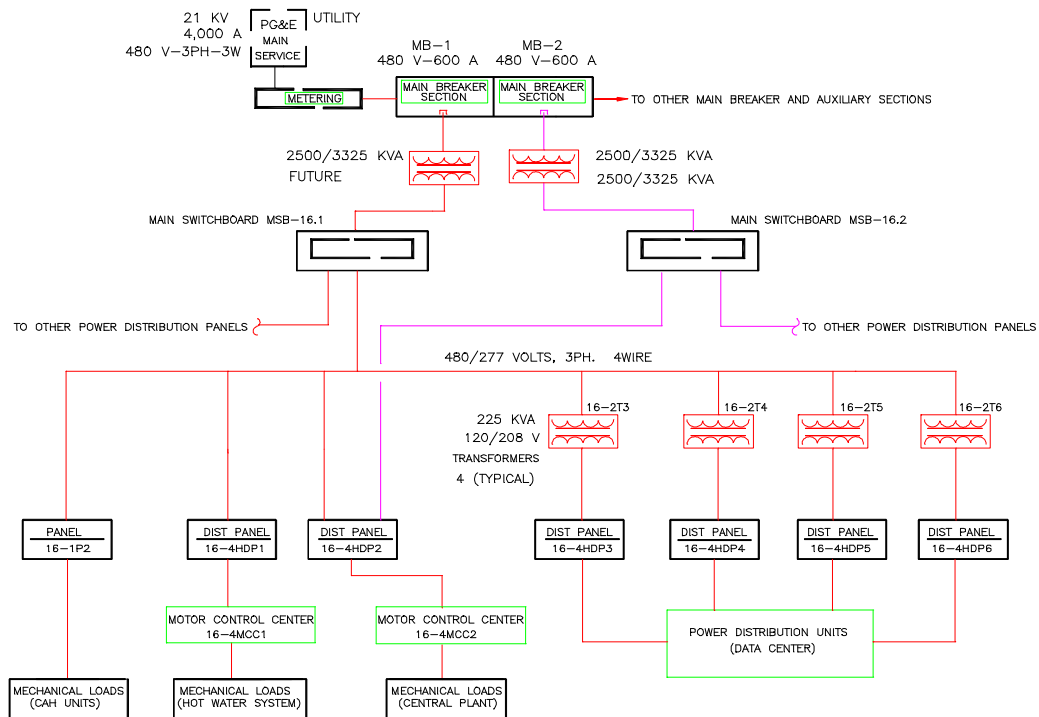 21 KV
4,000 A
480 V-3PH-3W
PG&E
MAIN
SERVICE
UTILITY
METERING
MB-1
480 V-600 A
MB-2
480 V-600 A
MAIN BREAKER
SECTION
MAIN BREAKER
SECTION
TO OTHER MAIN BREAKER AND AUXILIARY SECTIONS
2500/3325 KVA
FUTURE
2500/3325 KVA
2500/3325 KVA
MAIN SWITCHBOARD MSB-16.1
MAIN SWITCHBOARD MSB-16.2
TO OTHER POWER DISTRIBUTION PANELS
TO OTHER POWER DISTRIBUTION PANELS
480/277 VOLTS, 3PH. 4WIRE
225 KVA
120/208 V
TRANSFORMERS
4 (TYPICAL)
16-2T3
16-2T4
16-2T5
16-2T6
PANEL
16-1P2
DIST PANEL
16-4HDP1
DIST PANEL
16-4HDP2
DIST PANEL
16-4HDP3
DIST PANEL
16-4HDP4
DIST PANEL
16-4HDP5
DIST PANEL
16-4HDP6
MOTOR CONTROL CENTER
16-4MCC1
MOTOR CONTROL CENTER
16-4MCC2
POWER DISTRIBUTION UNITS
(DATA CENTER)
MECHANICAL LOADS
(CAH UNITS)
MECHANICAL LOADS
(HOT WATER SYSTEM)
MECHANICAL LOADS
(CENTRAL PLANT)